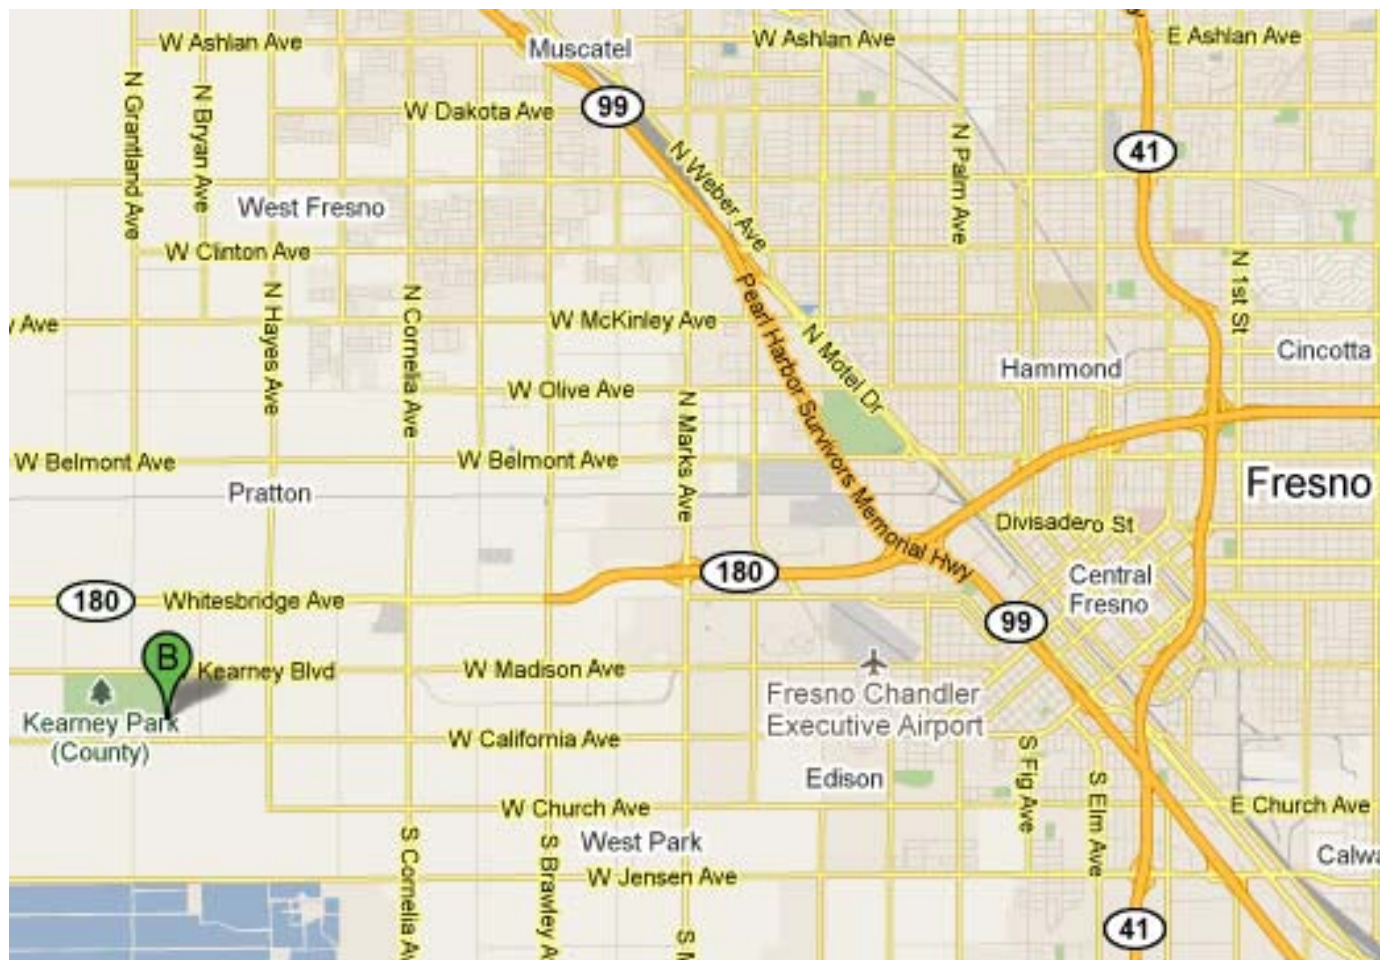 W Ashlan Ave
W Ashlan Ave
E Ashlan Ave
Muscatel
N Grantland Ave
N Bryan Ave
W Dakota Ave
99
N Weber Ave
N Palm Ave
41
West Fresno
W Clinton Ave
N Hayes Ave
N Cornelia Ave
N 1st St
Ave
W McKinley Ave
Pearl Harbor Survivors Memorial Hwy
N Motel Dr
Hammond
Cincotta
W Olive Ave
N Marks Ave
W Belmont Ave
W Belmont Ave
Pratton
Fresno
Divisadero St
180
180
Whitesbridge Ave
Central
Fresno
99
B
Kearney Blvd
W Madison Ave
Fresno Chandler
Executive Airport
Kearney Park
(County)
W California Ave
Edison
S Fig Ave
S Elm Ave
W Church Ave
E Church Ave
West Park
Calwa
S Cornelia Av
S Brawley A
W Jensen Ave
S M
41